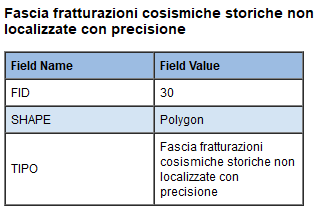 Fascia fratturazioni cosismiche storiche non
localizzate con precisione
Field Name Field Value
FID 30
SHAPE Polygon
TIPO Fascia fratturazioni
cosismiche storiche non
localizzate con
precisione